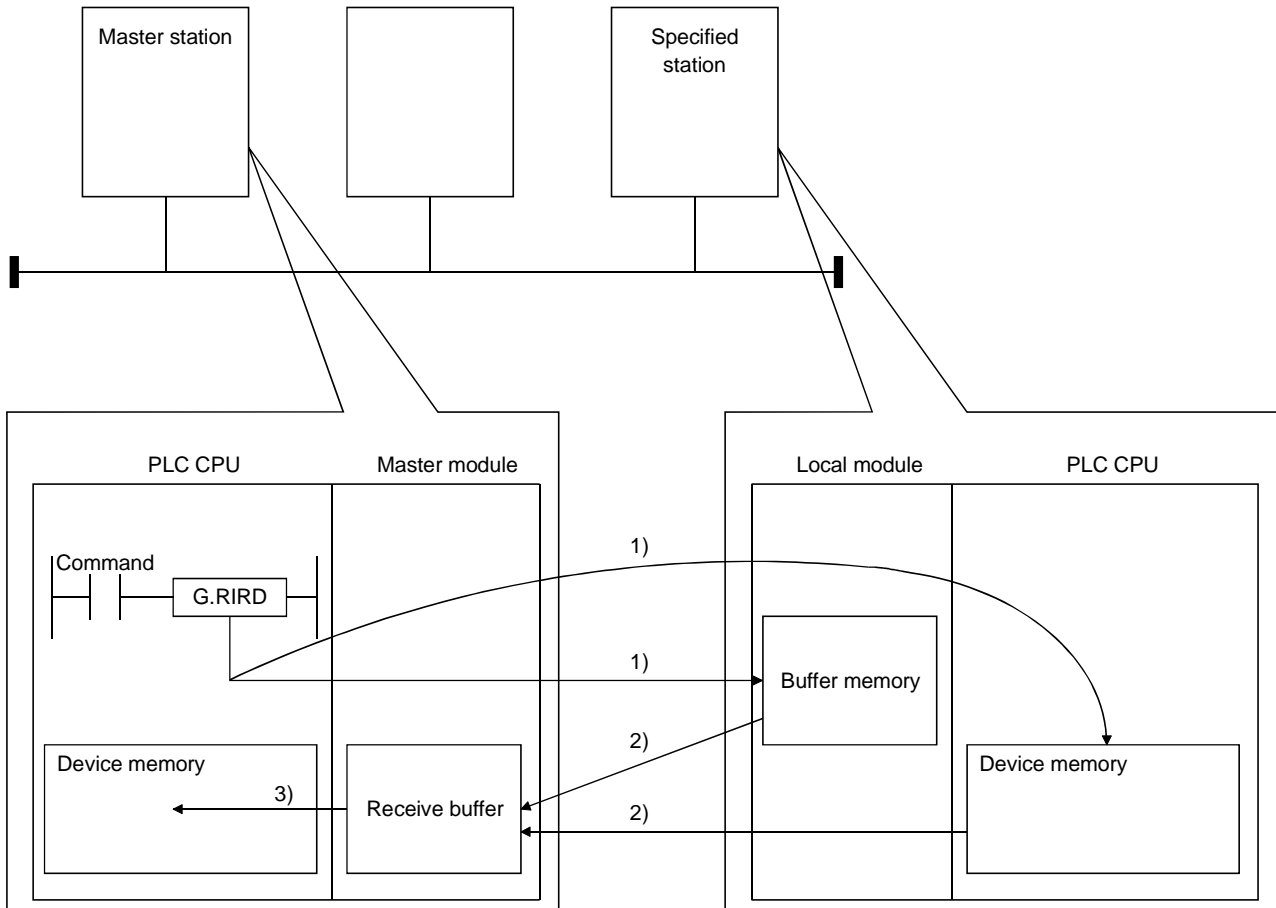 Master station
Specified
station
PLC CPU
Master module
Local module
PLC CPU
1)
Command
G.RIRD
1)
Buffer memory
2)
Device memory
Device memory
3)
Receive buffer
2)